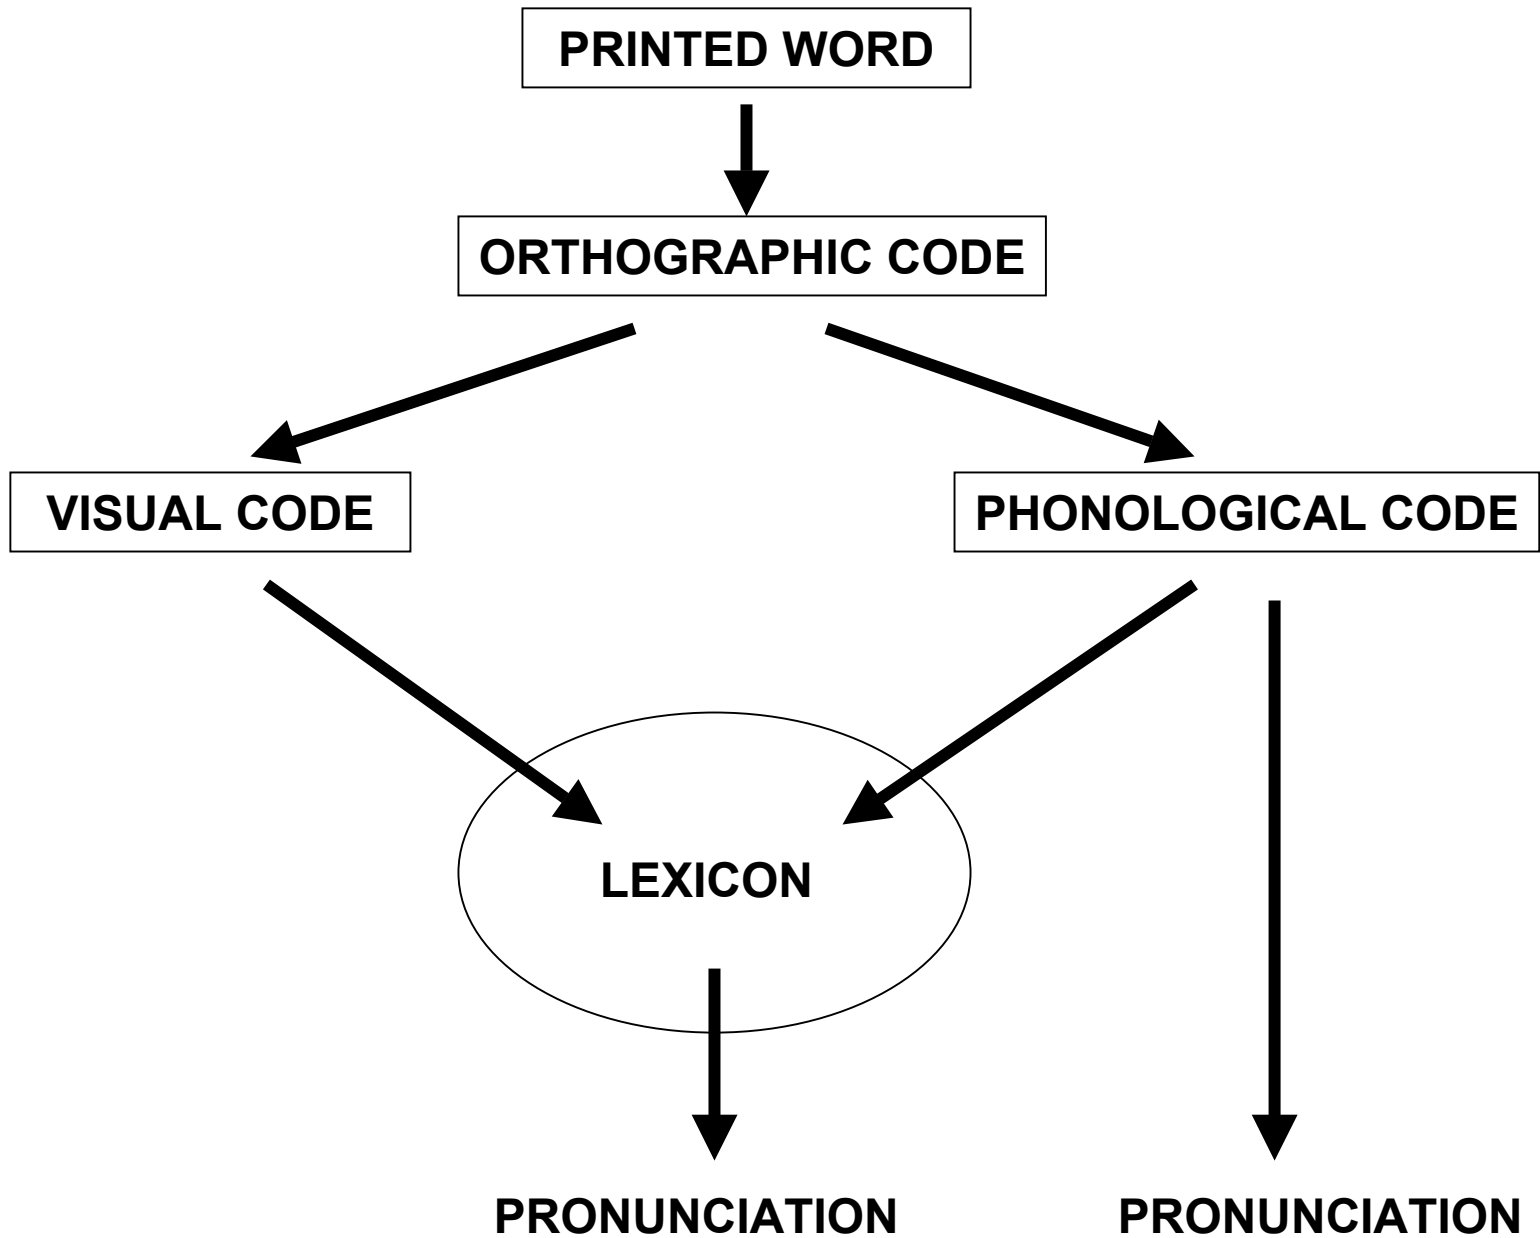 PRINTED WORD
ORTHOGRAPHIC CODE
VISUAL CODE
PHONOLOGICAL CODE
LEXICON
PRONUNCIATION
PRONUNCIATION